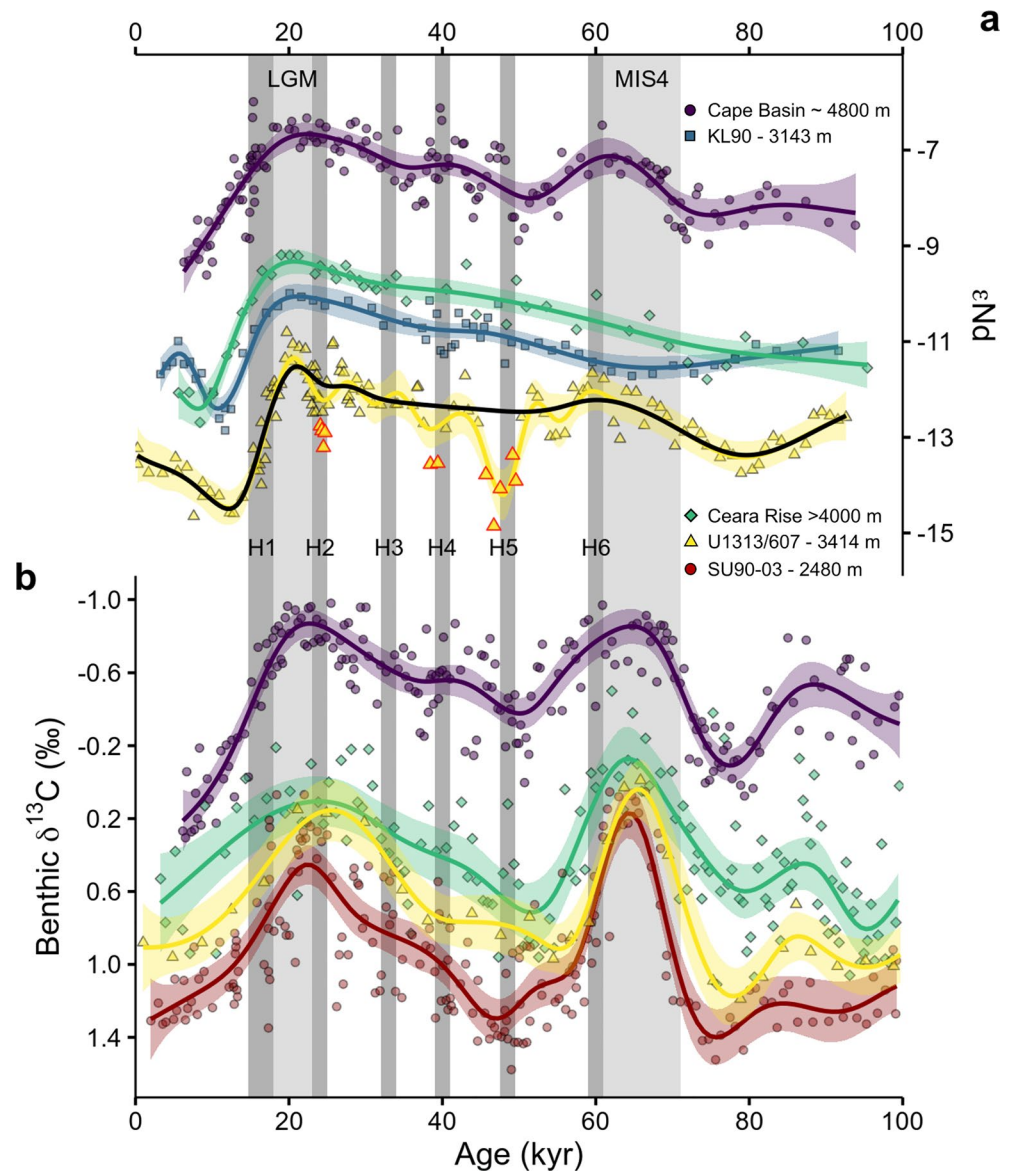 a
0 20 40 60 80 100
LGM MIS4
Cape Basin ~ 4800 m
KL90 - 3143 m
-7
-9
-11
-13
-15
εNd
Ceara Rise >4000 m
U1313/607 - 3414 m
SU90-03 - 2480 m
H1 H2 H3 H4 H5 H6
b
-1.0
-0.6
-0.2
0.2
0.6
1.0
1.4
Benthic δ13C (‰)
0 20 40 60 80 100
Age (kyr)